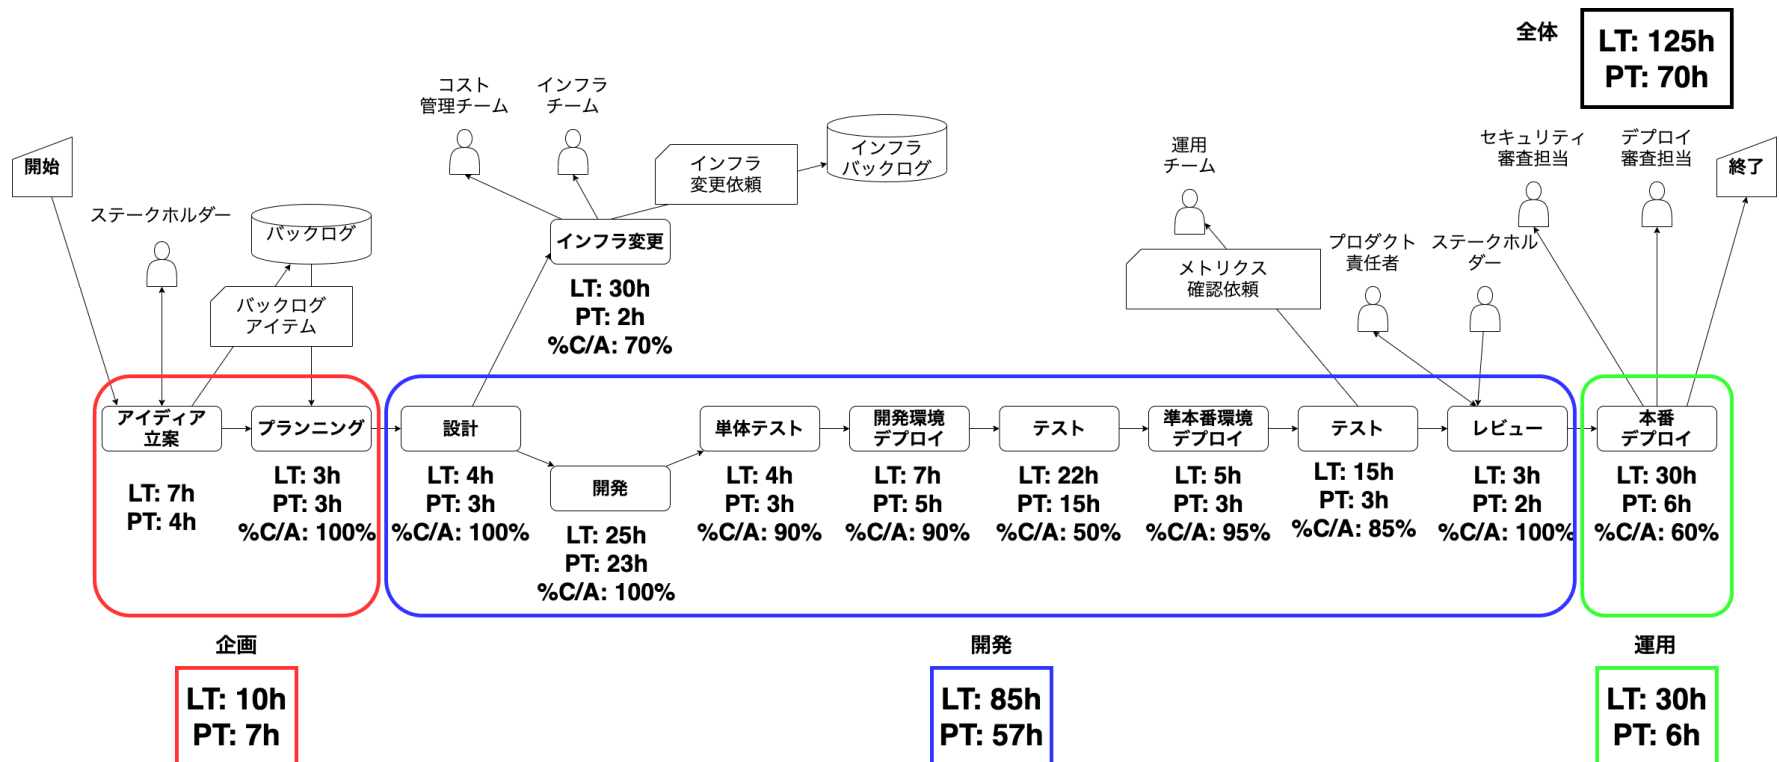 全体
LT: 125h
PT: 70h
コスト
管理チーム
インフラ
チーム
インフラ
変更依頼
インフラ
バックログ
運用
チーム
セキュリティ
審査担当
デプロイ
審査担当
開始
終了
ステークホルダー
バックログ
バックログ
アイテム
インフラ変更
LT: 30h
PT: 2h
%C/A: 70%
メトリクス
確認依頼
プロダクト
責任者
ステークホル
ダー
アイディア
立案
LT: 7h
PT: 4h
プランニング
LT: 3h
PT: 3h
%C/A: 100%
設計
LT: 4h
PT: 3h
%C/A: 100%
開発
LT: 25h
PT: 23h
%C/A: 100%
単体テスト
LT: 4h
PT: 3h
%C/A: 90%
開発環境
デプロイ
LT: 7h
PT: 5h
%C/A: 90%
テスト
LT: 22h
PT: 15h
%C/A: 50%
準本番環境
デプロイ
LT: 5h
PT: 3h
%C/A: 95%
テスト
LT: 15h
PT: 3h
%C/A: 85%
レビュー
LT: 3h
PT: 2h
%C/A: 100%
本番
デプロイ
LT: 30h
PT: 6h
%C/A: 60%
企画
LT: 10h
PT: 7h
開発
LT: 85h
PT: 57h
運用
LT: 30h
PT: 6h